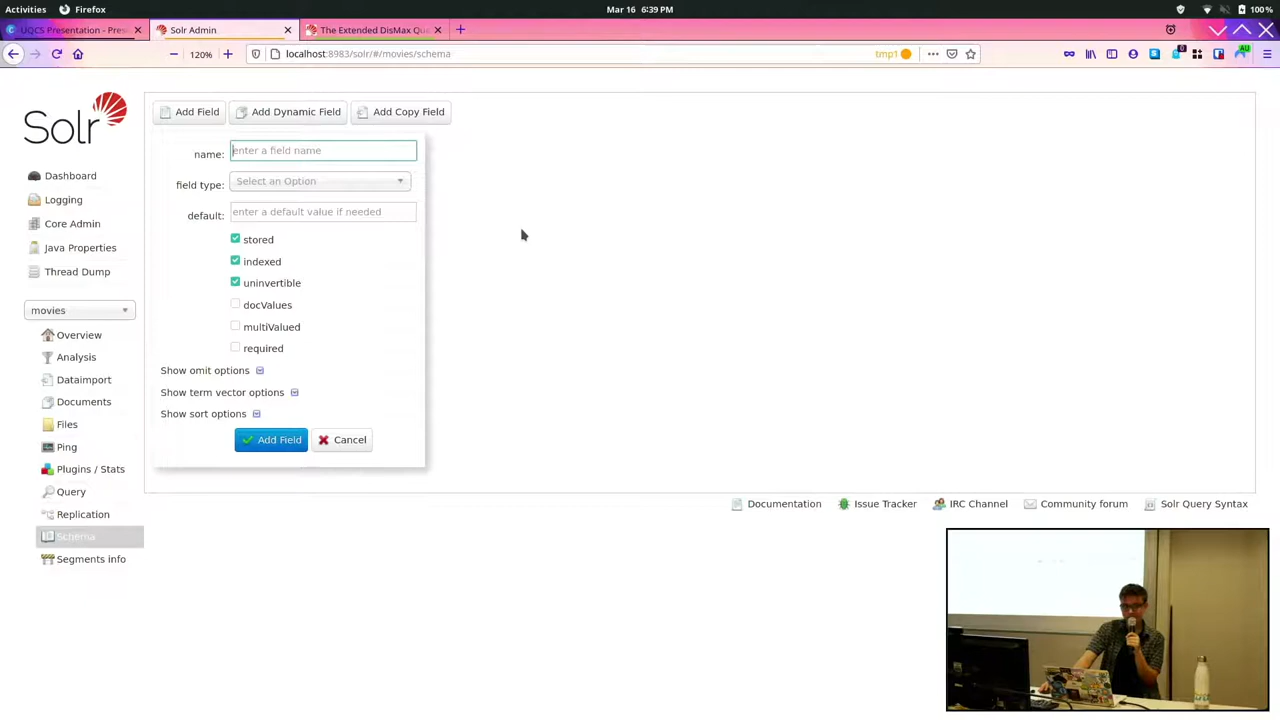 Activities
Firefox
Mar 16 6:39 PM
100%
UQCS Presentation - Pres
Solr Admin
The Extended DisMax Que
120%
localhost:8983/solr/#/movies/schema
tmp1
AU
Solr
Dashboard
Logging
Core Admin
Java Properties
Thread Dump
movies
Overview
Analysis
Dataimport
Documents
Files
Ping
Plugins / Stats
Query
Replication
Schema
Segments info
Add Field
Add Dynamic Field
Add Copy Field
name:
enter a field name
field type:
Select an Option
default:
enter a default value if needed
stored
indexed
uninvertible
docValues
multiValued
required
Show omit options
Show term vector options
Show sort options
Add Field
Cancel
Documentation
Issue Tracker
IRC Channel
Community forum
Solr Query Syntax